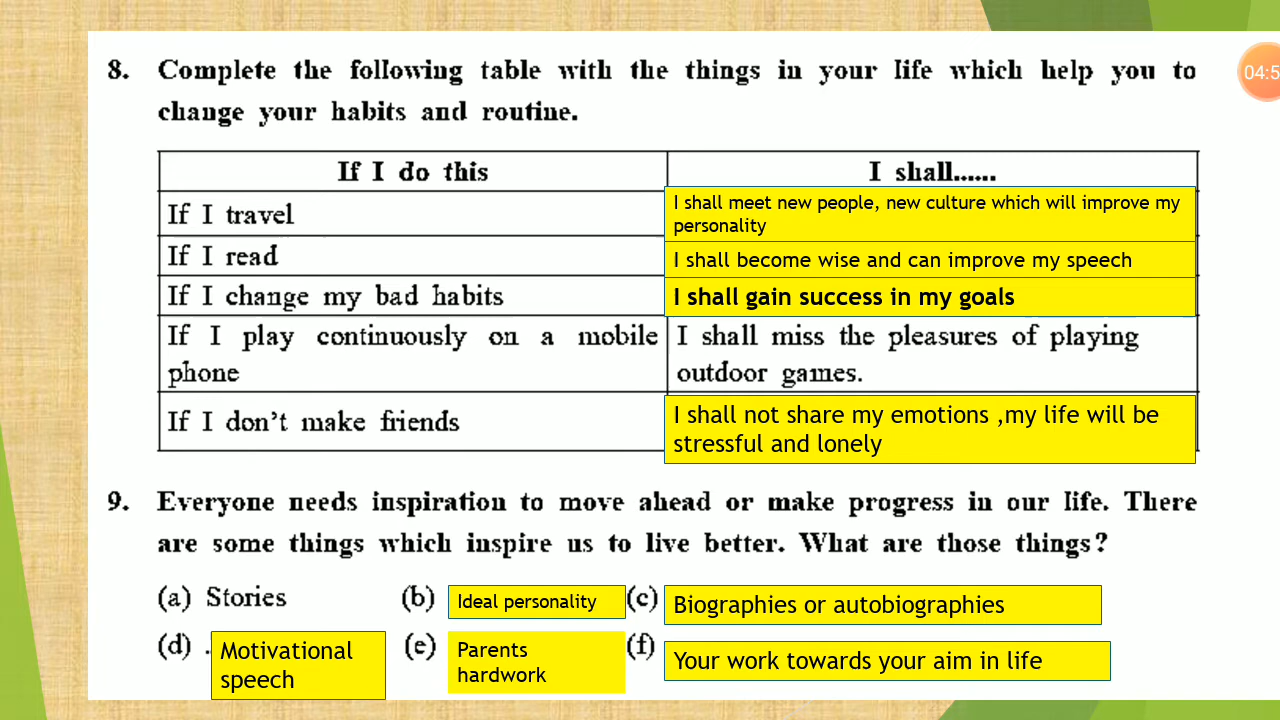 04:5
8. Complete the following table with the things in your life which help you to
change your habits and routine.
If I do this
I shall......
If I travel
I shall meet new people, new culture which will improve my
personality
If I read
I shall become wise and can improve my speech
If I change my bad habits
I shall gain success in my goals
If I play continuously on a mobile
phone
I shall miss the pleasures of playing
outdoor games.
If I don't make friends
I shall not share my emotions ,my life will be
stressful and lonely
9. Everyone needs inspiration to move ahead or make progress in our life. There
are some things which inspire us to live better. What are those things?
(a) Stories
(b) Ideal personality
(c) Biographies or autobiographies
(d) . Motivational
speech
(e) Parents
hardwork
(f) Your work towards your aim in life